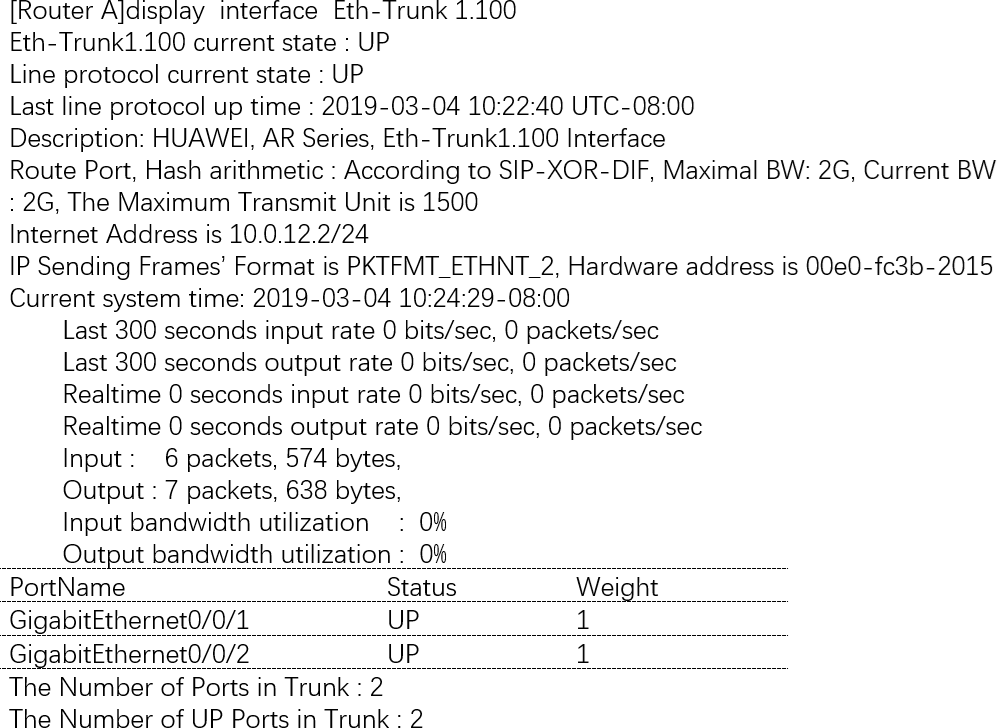 [Router A]display interface Eth-Trunk 1.100
Eth-Trunk1.100 current state : UP
Line protocol current state : UP
Last line protocol up time : 2019-03-04 10:22:40 UTC-08:00
Description: HUAWEI, AR Series, Eth-Trunk1.100 Interface
Route Port, Hash arithmetic : According to SIP-XOR-DIF, Maximal BW: 2G, Current BW
: 2G, The Maximum Transmit Unit is 1500
Internet Address is 10.0.12.2/24
IP Sending Frames’ Format is PKTFMT_ETHNT_2, Hardware address is 00e0-fc3b-2015
Current system time: 2019-03-04 10:24:29-08:00
Last 300 seconds input rate 0 bits/sec, 0 packets/sec
Last 300 seconds output rate 0 bits/sec, 0 packets/sec
Realtime 0 seconds input rate 0 bits/sec, 0 packets/sec
Realtime 0 seconds output rate 0 bits/sec, 0 packets/sec
Input : 6 packets, 574 bytes,
Output : 7 packets, 638 bytes,
Input bandwidth utilization : 0%
Output bandwidth utilization : 0%
PortName Status Weight
GigabitEthernet0/0/1 UP 1
GigabitEthernet0/0/2 UP 1
The Number of Ports in Trunk : 2
The Number of UP Ports in Trunk : 2